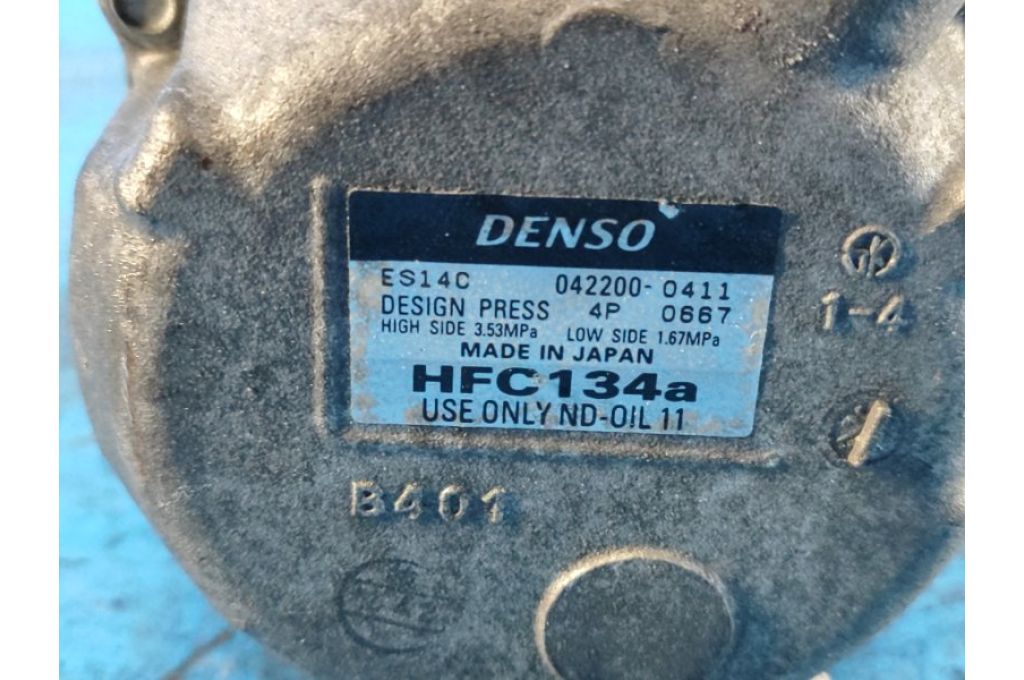 DENSO
ES14C 042200-0411
DESIGN PRESS 4P 0667
HIGH SIDE 3.53MPa LOW SIDE 1.67MPa
MADE IN JAPAN
HFC134a
USE ONLY ND-OIL 11
1-4
B401